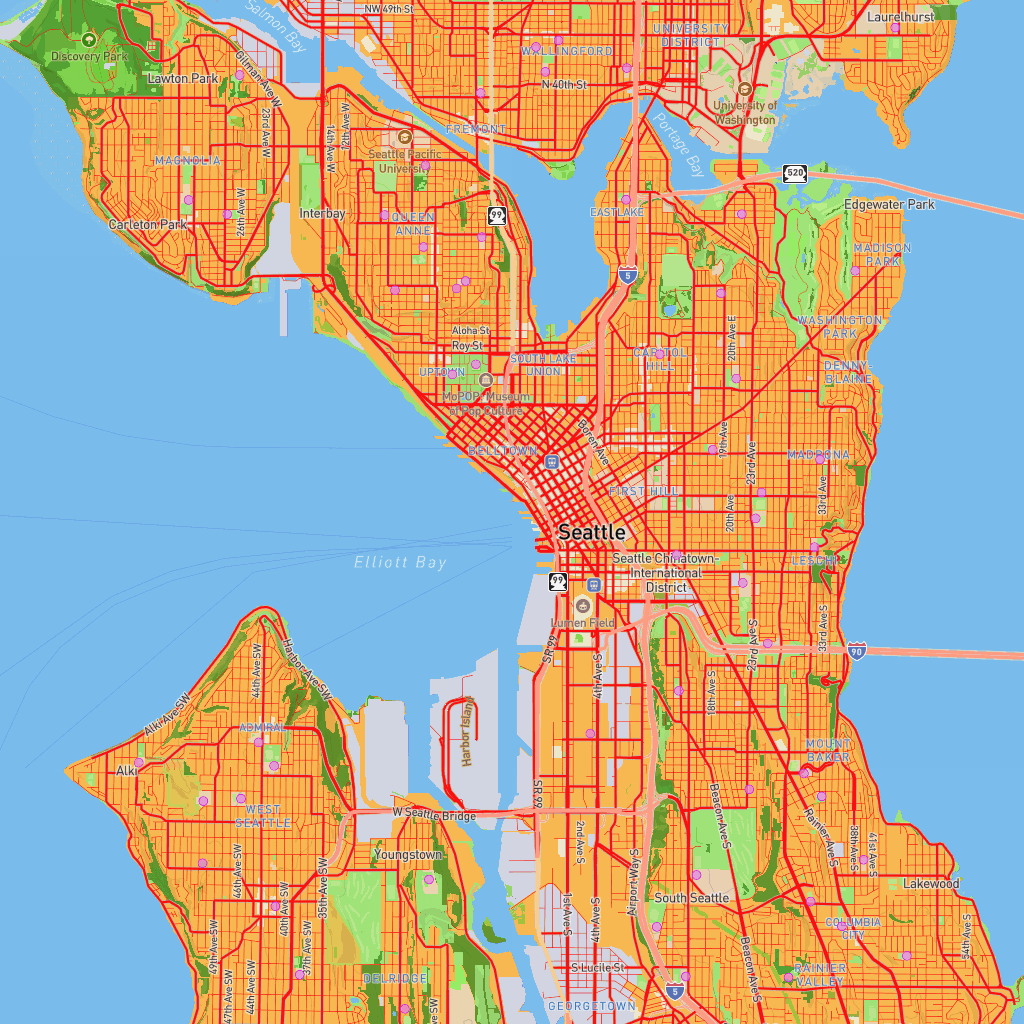 NW 49th St
Salmon Bay
Laurelhurst
UNIVERSITY
DISTRICT
WALLINGFORD
Discovery Park
Gilman Ave W
Lawton Park
N 40th St
University of
Washington
14th Ave W
12th Ave W
23rd Ave W
FREMONT
Portage Bay
Seattle Pacific
University
MAGNOLIA
520
26th Ave W
Interbay
QUEEN
ANNE
99
EASTLAKE
Edgewater Park
Carleton Park
MADISON
PARK
5
20th Ave E
WASHINGTON
PARK
Aloha St
Roy St
SOUTH LAKE
UNION
CAPITOL
HILL
UPTOWN
DENNY-
BLAINE
MoPOP: Museum
of Pop Culture
Boren Ave
19th Ave
23rd Ave
BELLTOWN
MADRONA
33rd Ave
FIRST HILL
20th Ave
Seattle
Elliott Bay
Seattle Chinatown-
International
District
LESCHI
99
Lumen Field
33rd Ave S
23rd Ave S
SR 99
90
44th Ave SW
Harbor Ave SW
4th Ave S
18th Ave S
Alki Ave SW
Harbor Island
ADMIRAL
MOUNT
BAKER
Alki
SR 99
WEST
SEATTLE
W Seattle Bridge
Beacon Ave S
Rainier Ave S
2nd Ave S
38th Ave S
41st Ave S
Youngstown
46th Ave SW
35th Ave SW
40th Ave SW
Airport Way S
South Seattle
Lakewood
1st Ave S
4th Ave S
COLUMBIA
CITY
49th Ave SW
37th Ave SW
54th Ave S
Beacon Ave S
S Lucile St
RAINIER
VALLEY
47th Ave SW
44th Ave SW
DELRIDGE
5
GEORGETOWN